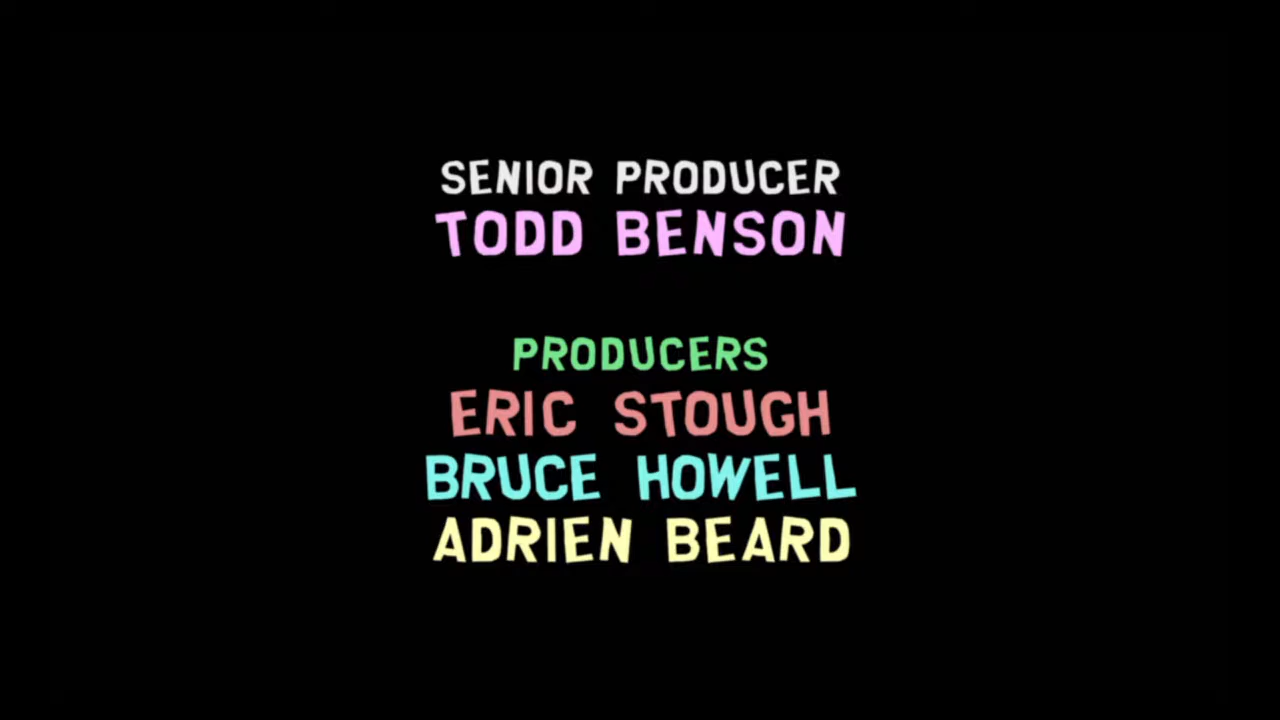 SENIOR PRODUCER
TODD BENSON
PRODUCERS
ERIC STOUGH
BRUCE HOWELL
ADRIEN BEARD